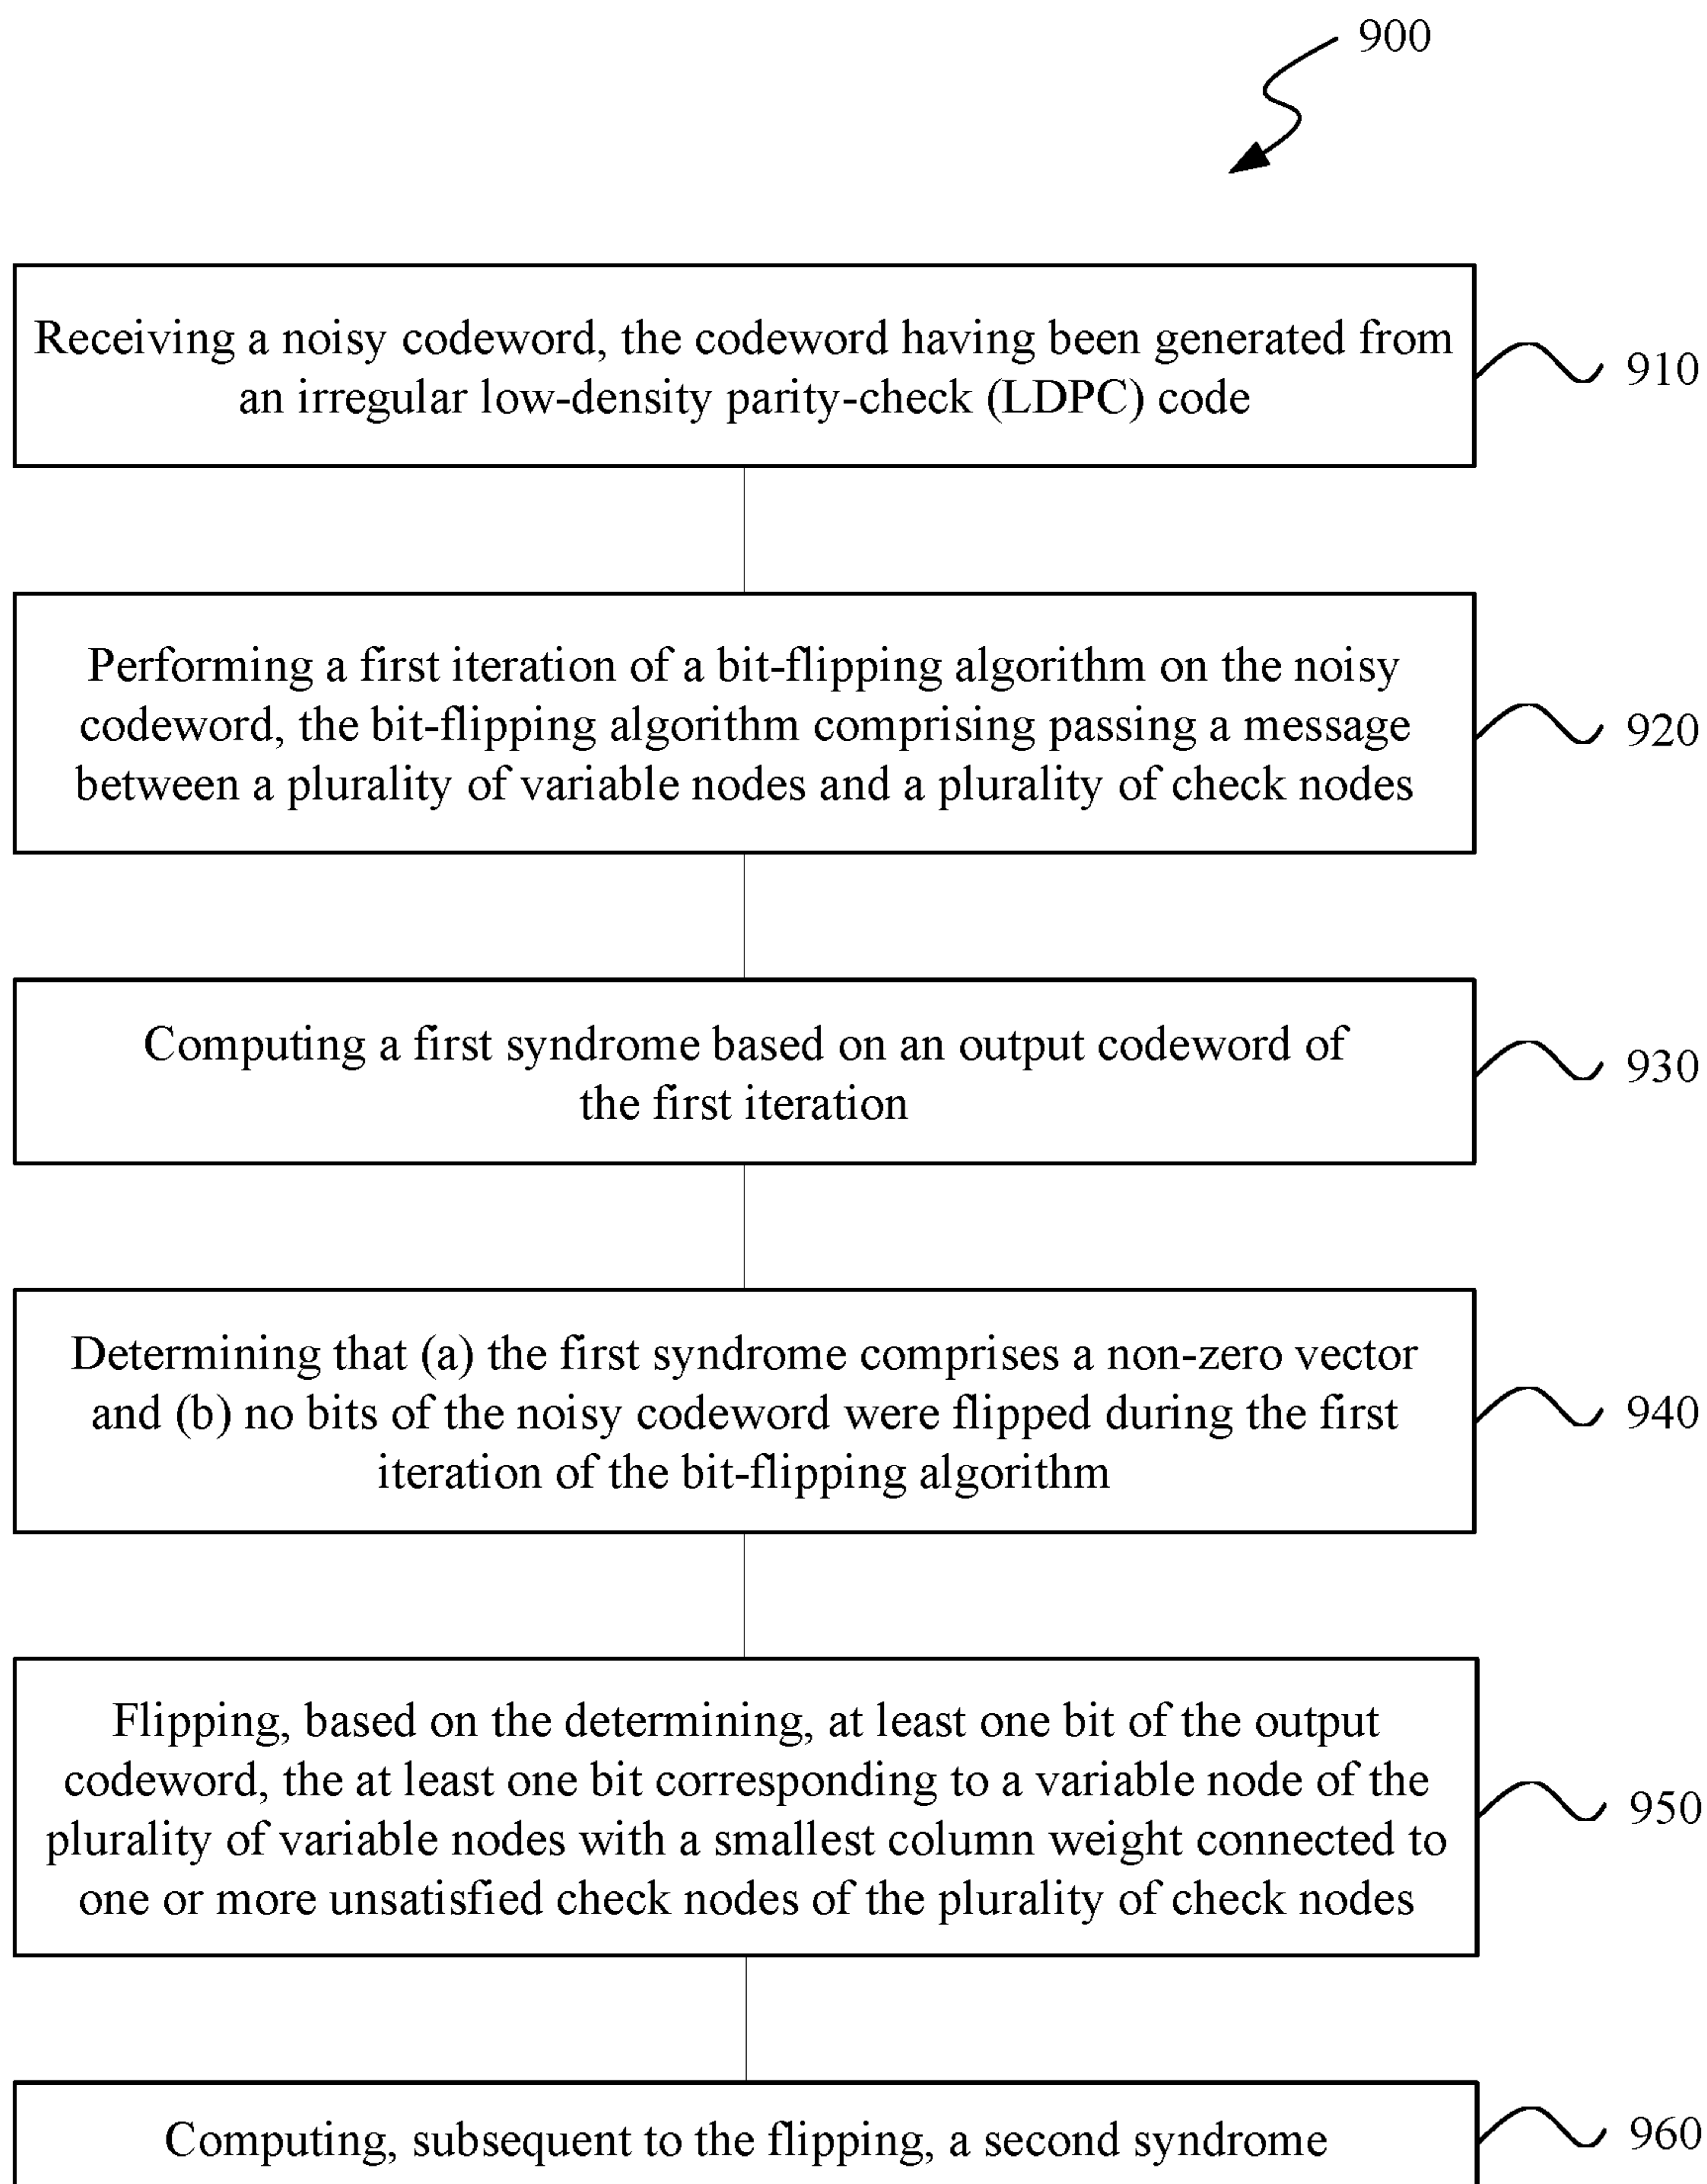 900
Receiving a noisy codeword, the codeword having been generated from
an irregular low-density parity-check (LDPC) code
910
Performing a first iteration of a bit-flipping algorithm on the noisy
codeword, the bit-flipping algorithm comprising passing a message
between a plurality of variable nodes and a plurality of check nodes
920
Computing a first syndrome based on an output codeword of
the first iteration
930
Determining that (a) the first syndrome comprises a non-zero vector
and (b) no bits of the noisy codeword were flipped during the first
iteration of the bit-flipping algorithm
940
Flipping, based on the determining, at least one bit of the output
codeword, the at least one bit corresponding to a variable node of the
plurality of variable nodes with a smallest column weight connected to
one or more unsatisfied check nodes of the plurality of check nodes
950
Computing, subsequent to the flipping, a second syndrome
960